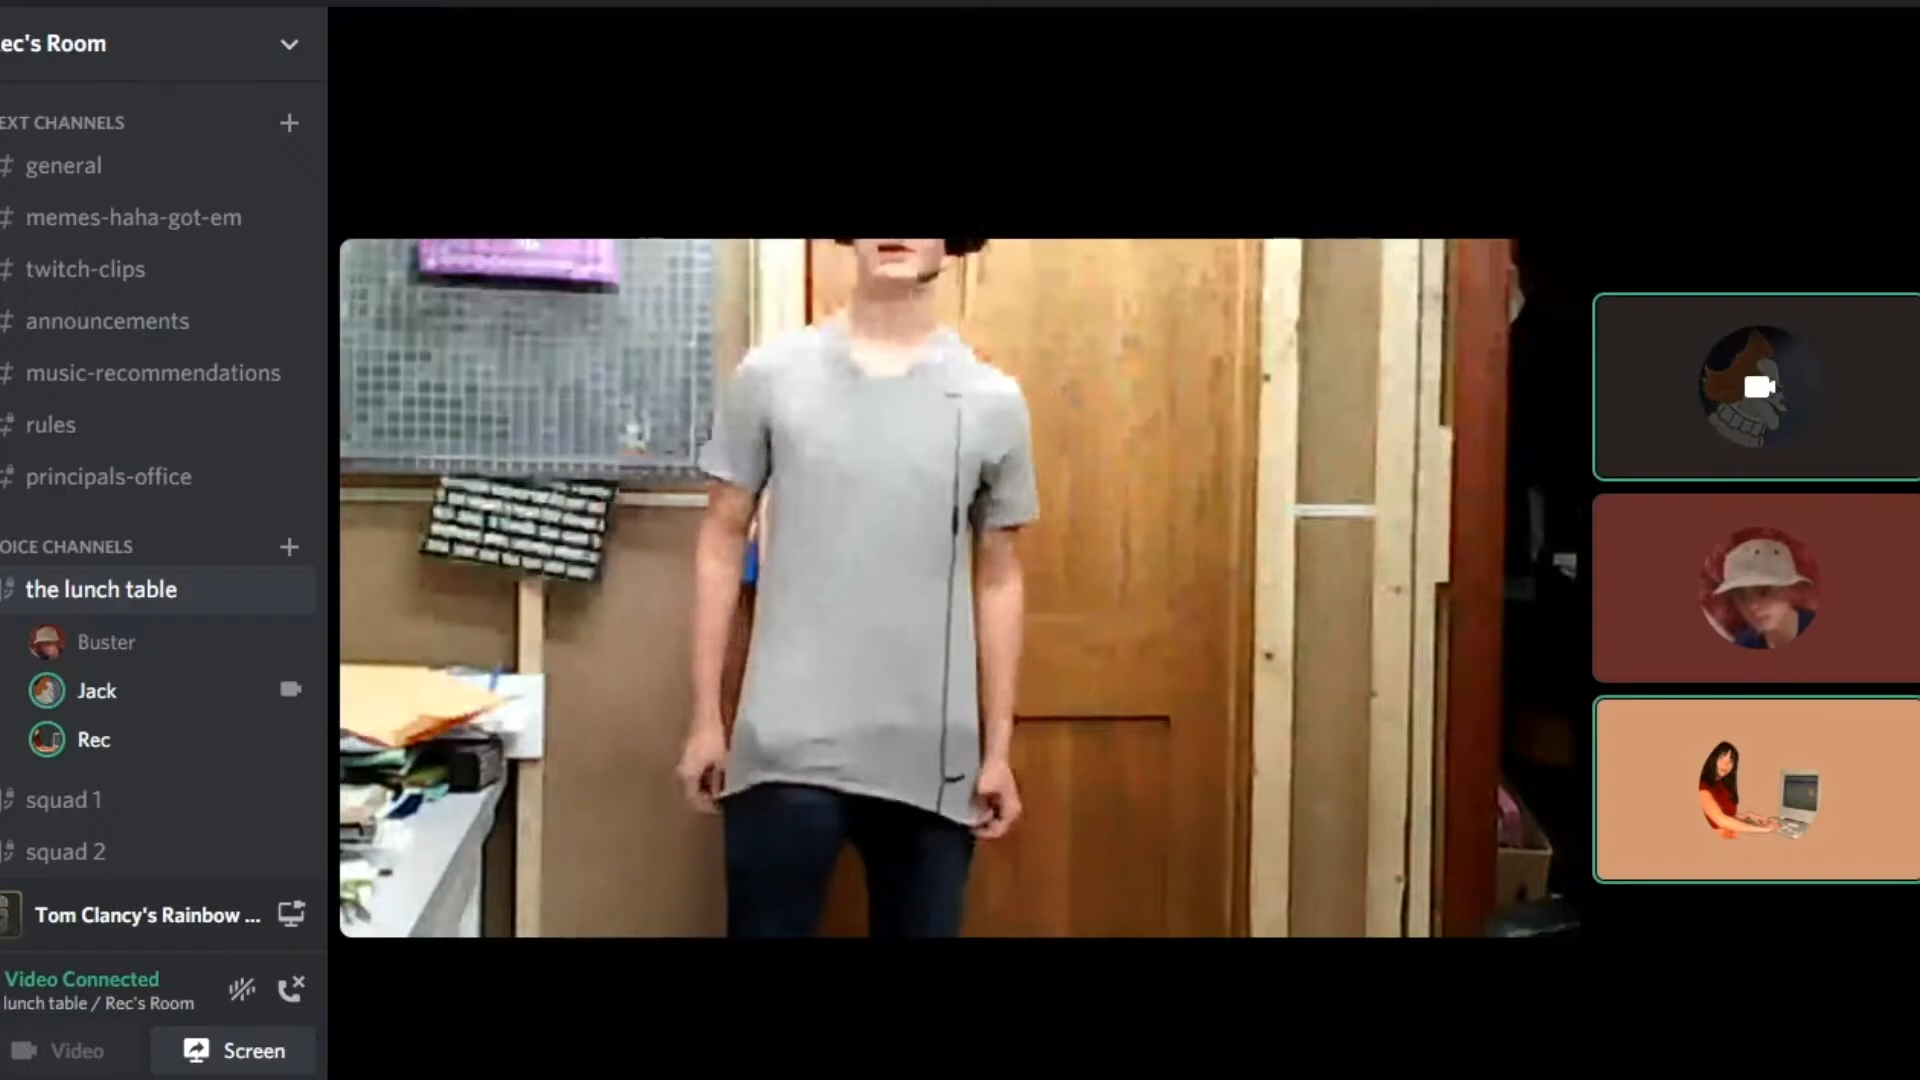 ec's Room
EXT CHANNELS
general
memes-haha-got-em
twitch-clips
announcements
music-recommendations
rules
principals-office
OICE CHANNELS
the lunch table
Buster
Jack
Rec
squad 1
squad 2
Tom Clancy's Rainbow ...
Video Connected
lunch table / Rec's Room
Video
Screen